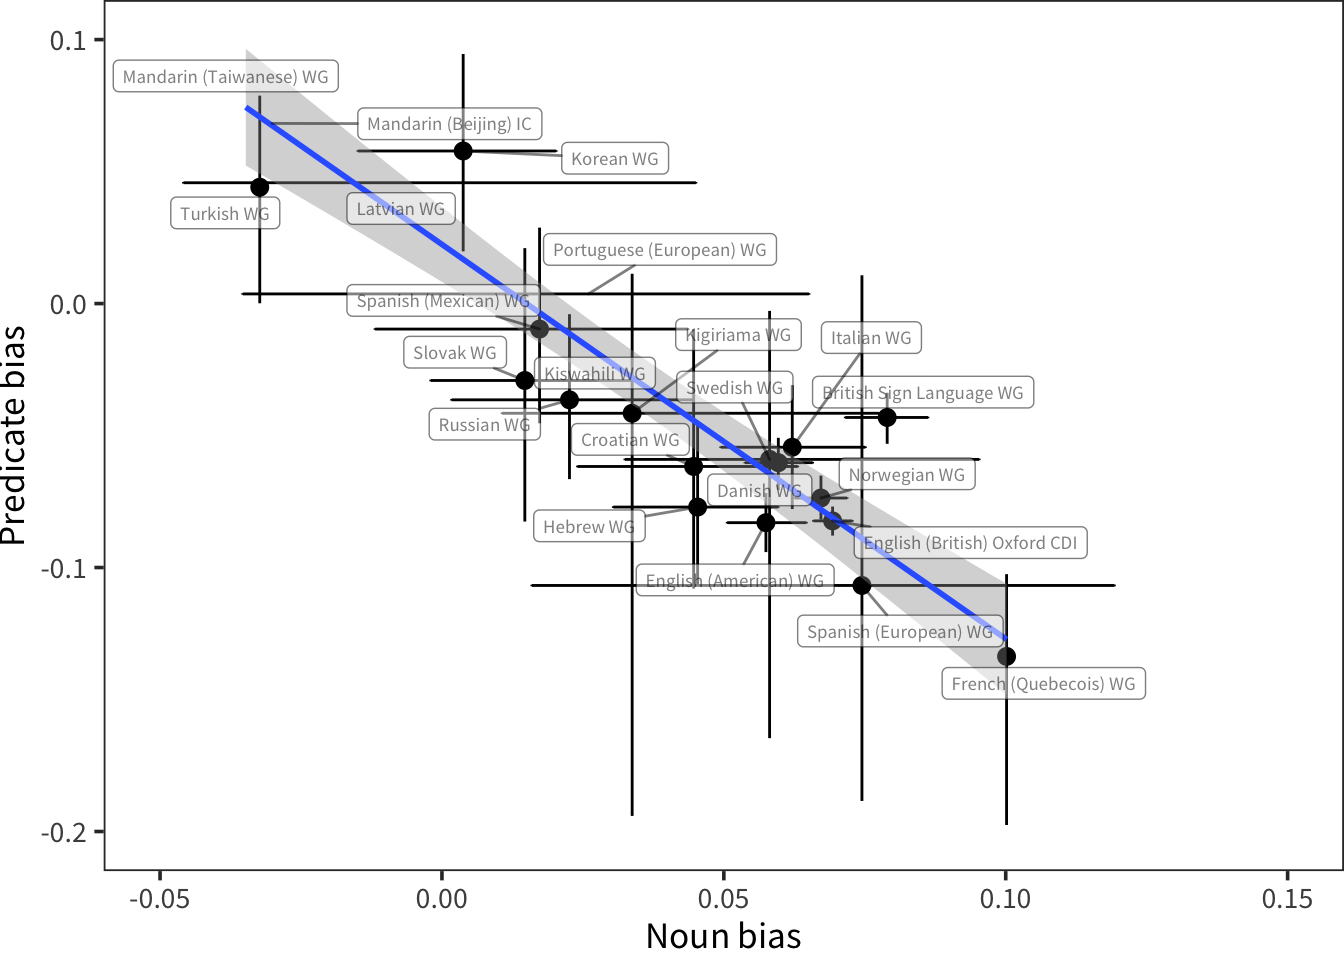 0.1
0.0
-0.1
-0.2
Predicate bias
Mandarin (Taiwanese) WG
Mandarin (Beijing) IC
Korean WG
Turkish WG
Latvian WG
Portuguese (European) WG
Spanish (Mexican) WG
Kigiriama WG
Italian WG
Slovak WG
Kiswahili WG
Swedish WG
British Sign Language WG
Russian WG
Croatian WG
Norwegian WG
Danish WG
Hebrew WG
English (British) Oxford CDI
English (American) WG
Spanish (European) WG
French (Quebecois) WG
-0.05
0.00
0.05
0.10
0.15
Noun bias